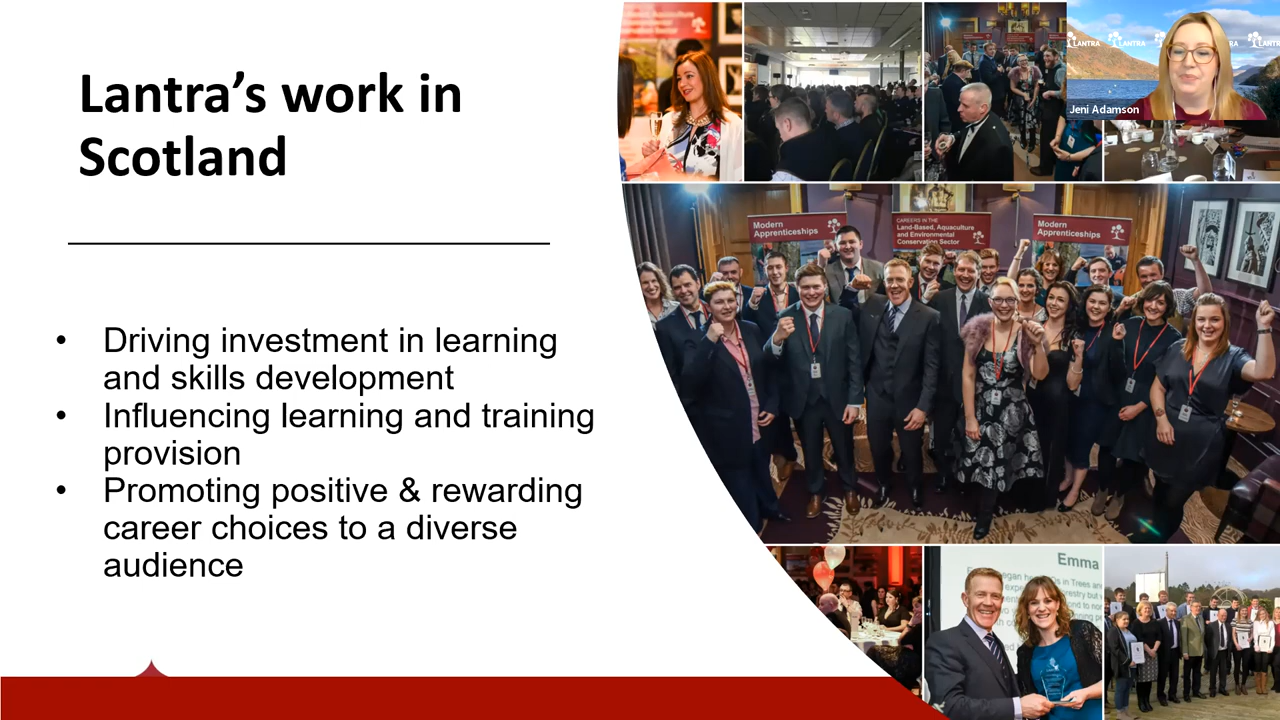 Lantra’s work in
Scotland
• Driving investment in learning
and skills development
• Influencing learning and training
provision
• Promoting positive & rewarding
career choices to a diverse
audience
LANTRA
LANTRA
Jeni Adamson
Modern
Apprenticeships
CAREERS IN THE
Land-Based, Aquaculture
and Environmental
Conservation Sector
Modern
Apprenticeships
Emma